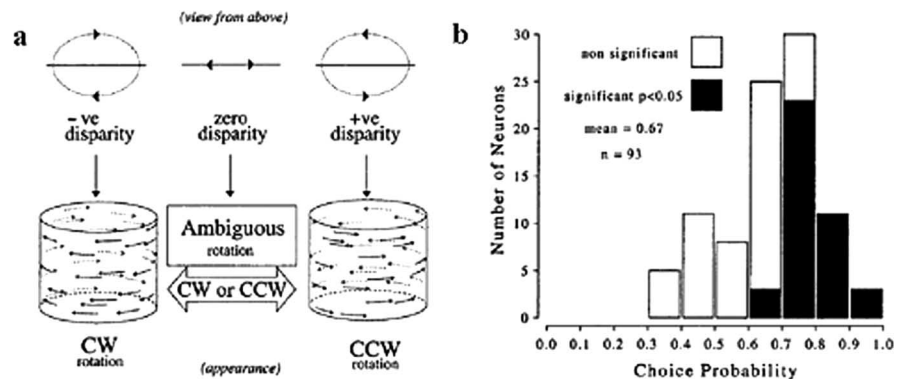 a
(view from above)
– ve
disparity
zero
disparity
+ve
disparity
Ambiguous
rotation
CW or CCW
CW
rotation
CCW
rotation
(appearance)
b
Number of Neurons
30
25
20
15
10
5
0
non significant
significant p<0.05
mean = 0.67
n = 93
0.0 0.1 0.2 0.3 0.4 0.5 0.6 0.7 0.8 0.9 1.0
Choice Probability